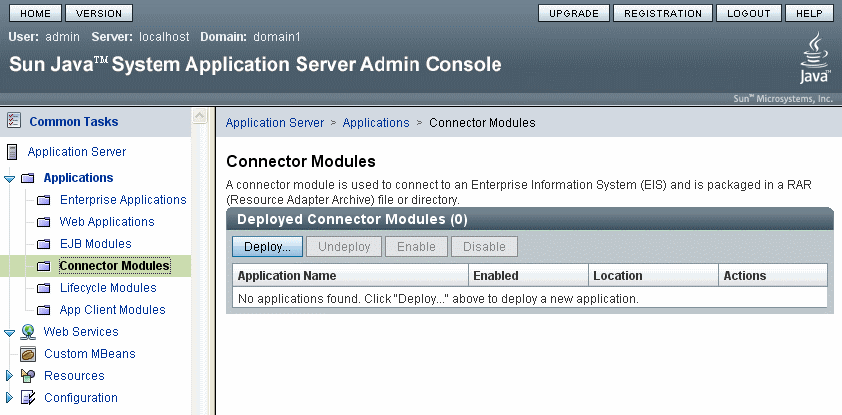 HOME VERSION UPGRADE REGISTRATION LOGOUT HELP
User: admin Server: localhost Domain: domain1
Sun Java™ System Application Server Admin Console
Java™
Sun™ Microsystems, Inc.
Common Tasks
Application Server
Applications
Enterprise Applications
Web Applications
EJB Modules
Connector Modules
Lifecycle Modules
App Client Modules
Web Services
Custom MBeans
Resources
Configuration
Application Server > Applications > Connector Modules
Connector Modules
A connector module is used to connect to an Enterprise Information System (EIS) and is packaged in a RAR
(Resource Adapter Archive) file or directory.
Deployed Connector Modules (0)
Deploy... Undeploy Enable Disable
Application Name Enabled Location Actions
No applications found. Click "Deploy..." above to deploy a new application.